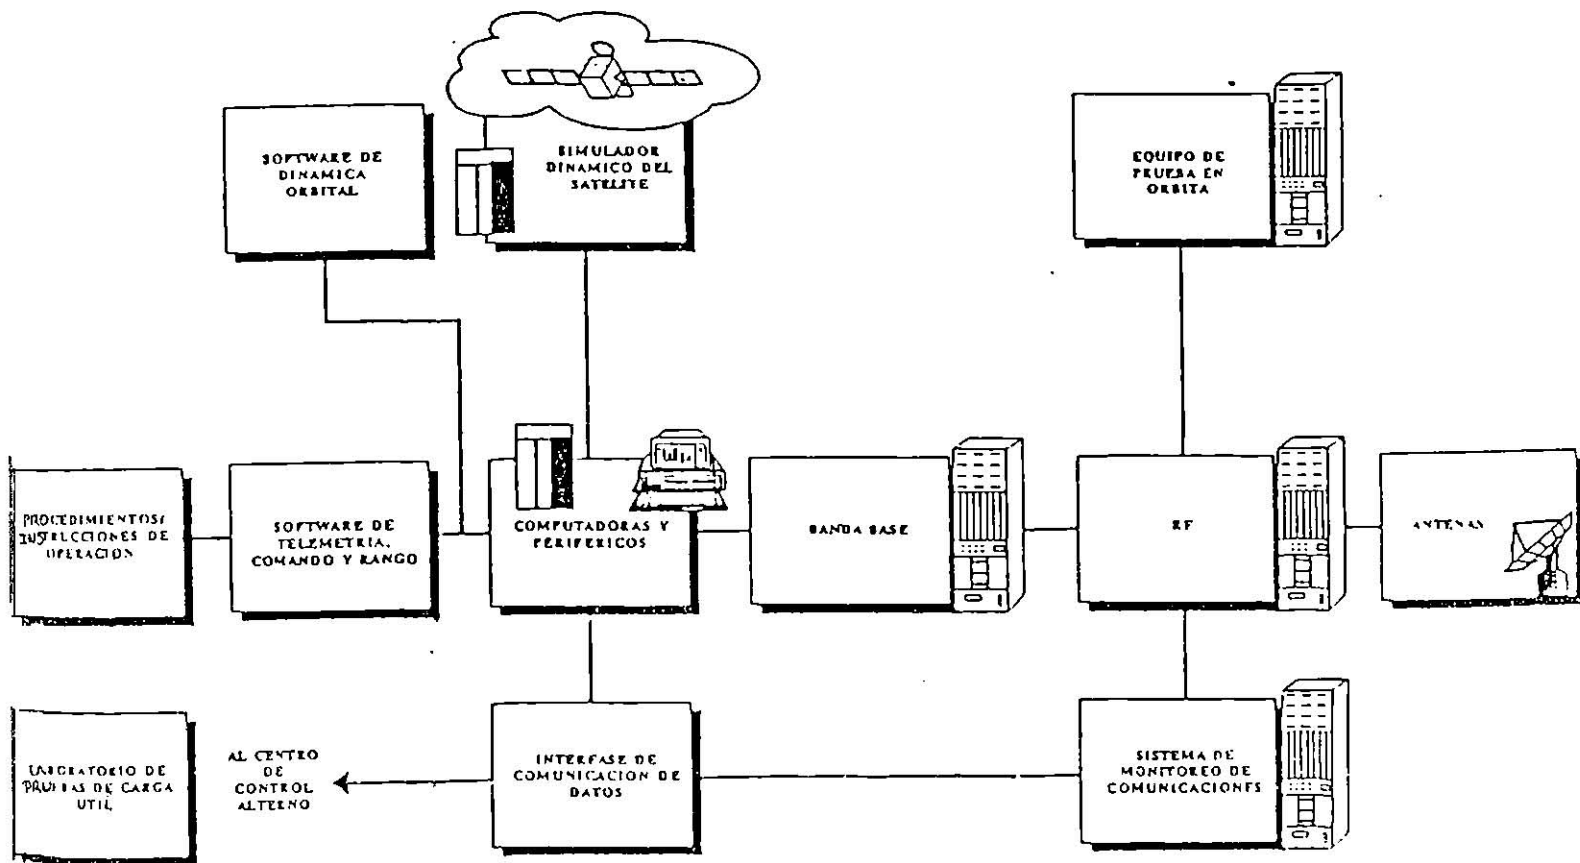 SOFTWARE DE
DINAMICA
ORBITAL
SIMULADOR
DINAMICO DEL
SATELITE
EQUIPO DE
PRUEBA EN
ORBITA
PROCEDIMIENTOS/
INSTRUCCIONES DE
OPERACION
SOFTWARE DE
TELEMETRIA,
COMANDO Y RANGO
COMPUTADORAS Y
PERIFERICOS
BANDA BASE
RF
ANTENAS
LABORATORIO DE
PRUEBAS DE CARGA
UTIL
AL CENTRO
DE
CONTROL
ALTERNO
INTERFASE DE
COMUNICACION DE
DATOS
SISTEMA DE
MONITOREO DE
COMUNICACIONES